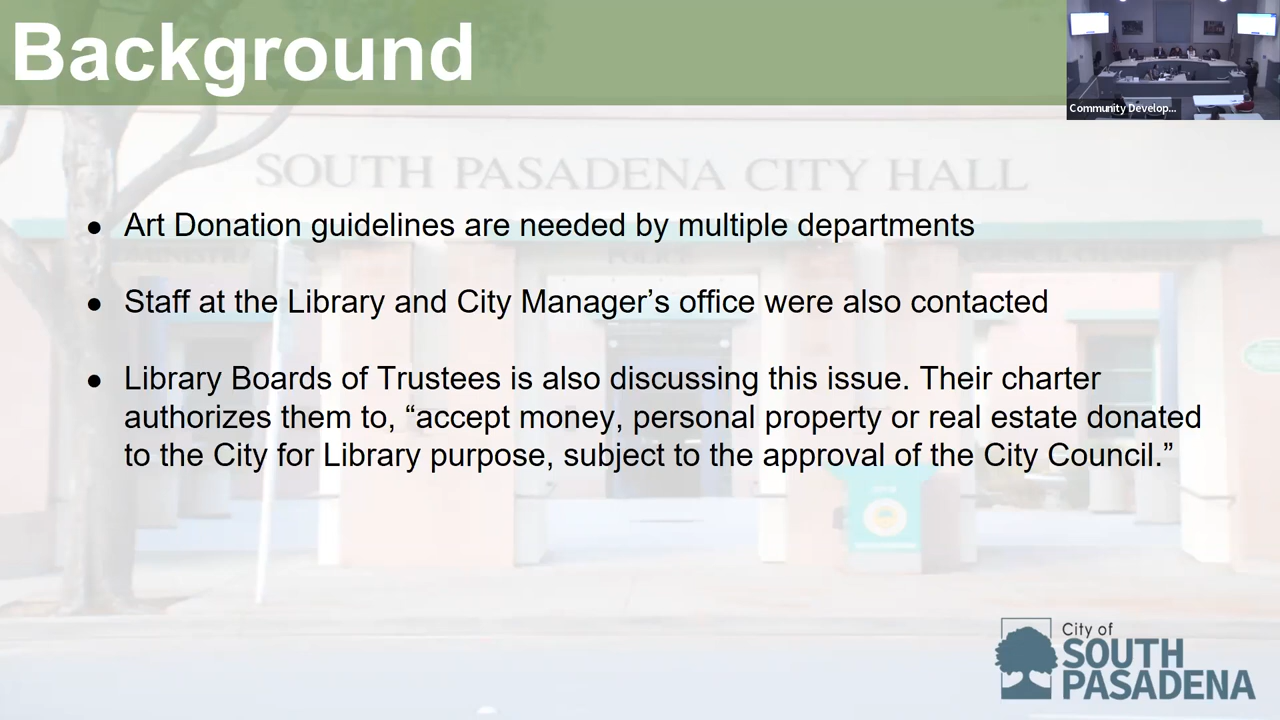 Background
Community Develop...
SOUTH PASADENA CITY HALL
● Art Donation guidelines are needed by multiple departments
POLICE
● Staff at the Library and City Manager’s office were also contacted
● Library Boards of Trustees is also discussing this issue. Their charter
authorizes them to, “accept money, personal property or real estate donated
to the City for Library purpose, subject to the approval of the City Council.”
City of
SOUTH
PASADENA